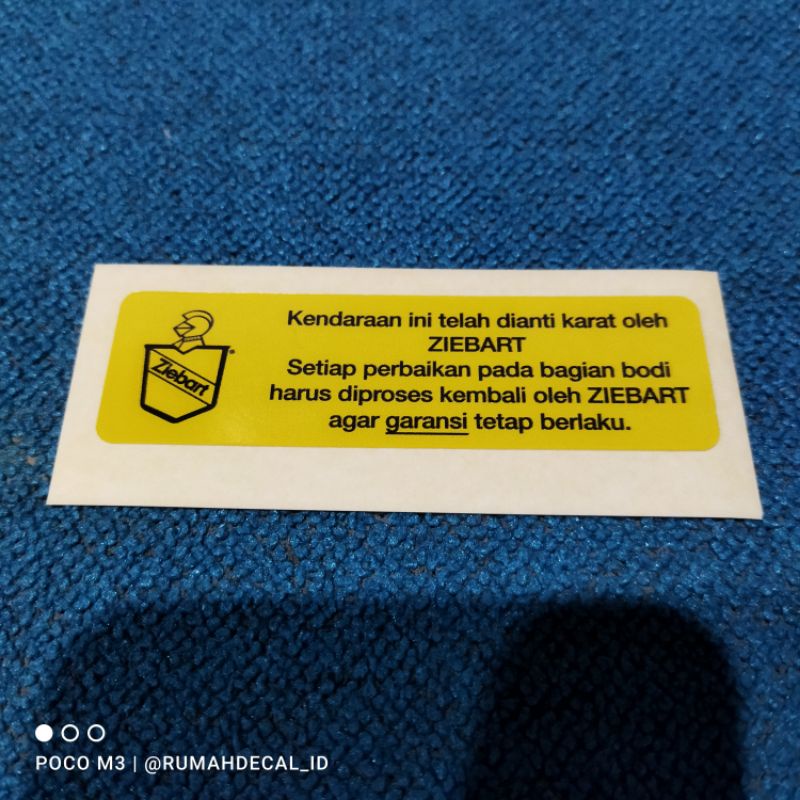 Kendaraan ini telah dianti karat oleh
ZIEBART
Setiap perbaikan pada bagian bodi
harus diproses kembali oleh ZIEBART
agar garansi tetap berlaku.
Ziebart
POCO M3 | @RUMAHDECAL_ID